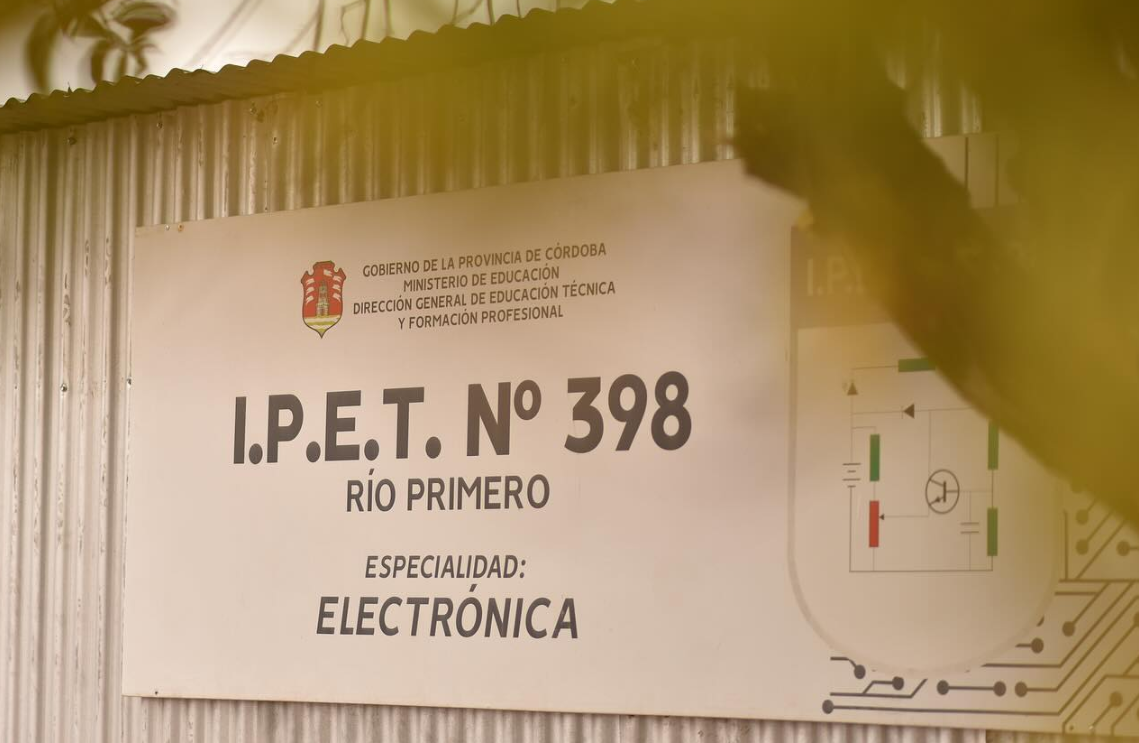 GOBIERNO DE LA PROVINCIA DE CÓRDOBA
MINISTERIO DE EDUCACIÓN
DIRECCIÓN GENERAL DE EDUCACIÓN TÉCNICA
Y FORMACIÓN PROFESIONAL
I.P.E.T. Nº 398
RÍO PRIMERO
ESPECIALIDAD:
ELECTRÓNICA